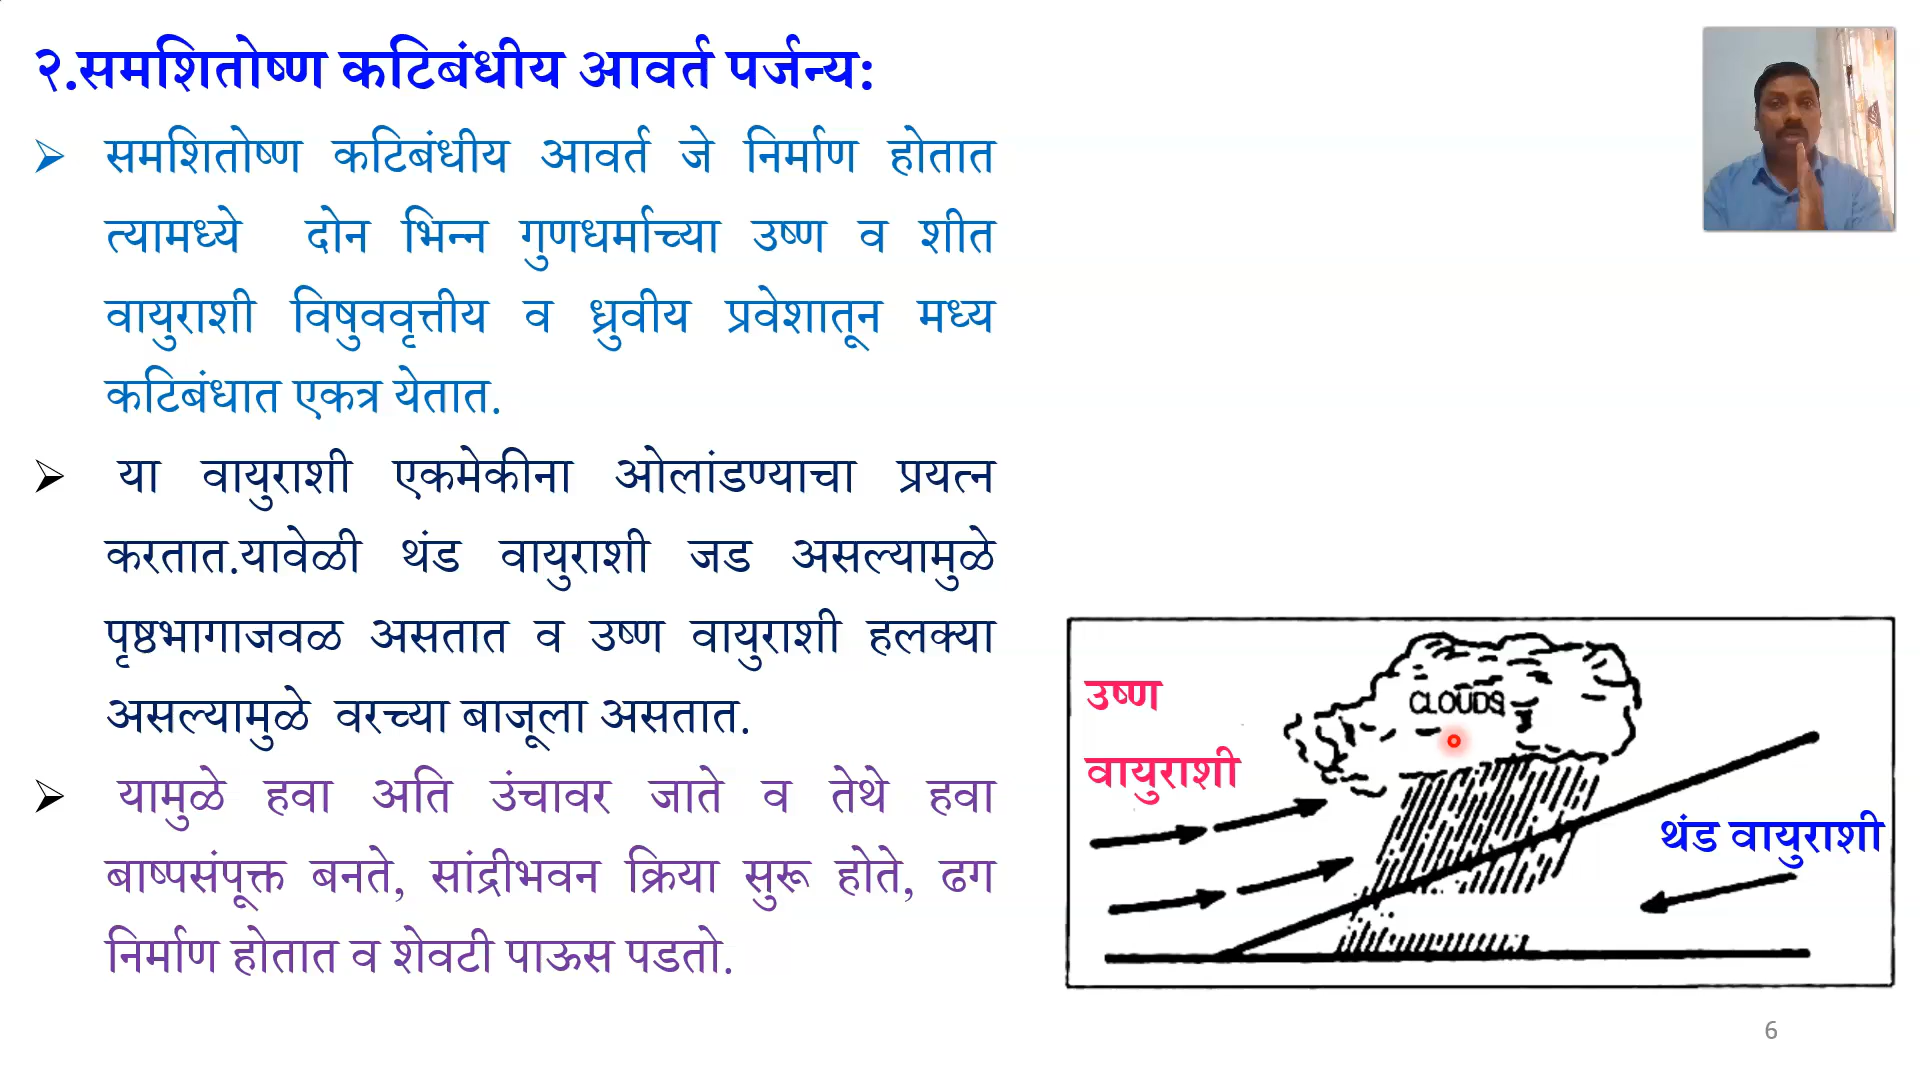 २.समशितोष्ण कटिबंधीय आवर्त पर्जन्य:
➢ समशितोष्ण कटिबंधीय आवर्त जे निर्माण होतात
त्यामध्ये दोन भिन्न गुणधर्माच्या उष्ण व शीत
वायुराशी विषुववृत्तीय व ध्रुवीय प्रवेशातून मध्य
कटिबंधात एकत्र येतात.
➢ या वायुराशी एकमेकीना ओलांडण्याचा प्रयत्न
करतात.यावेळी थंड वायुराशी जड असल्यामुळे
पृष्ठभागाजवळ असतात व उष्ण वायुराशी हलक्या
असल्यामुळे वरच्या बाजूला असतात.
➢ यामुळे हवा अति उंचावर जाते व तेथे हवा
बाष्पसंपूक्त बनते, सांद्रीभवन क्रिया सुरू होते, ढग
निर्माण होतात व शेवटी पाऊस पडतो.
CLOUDS
उष्ण
वायुराशी
थंड वायुराशी
6